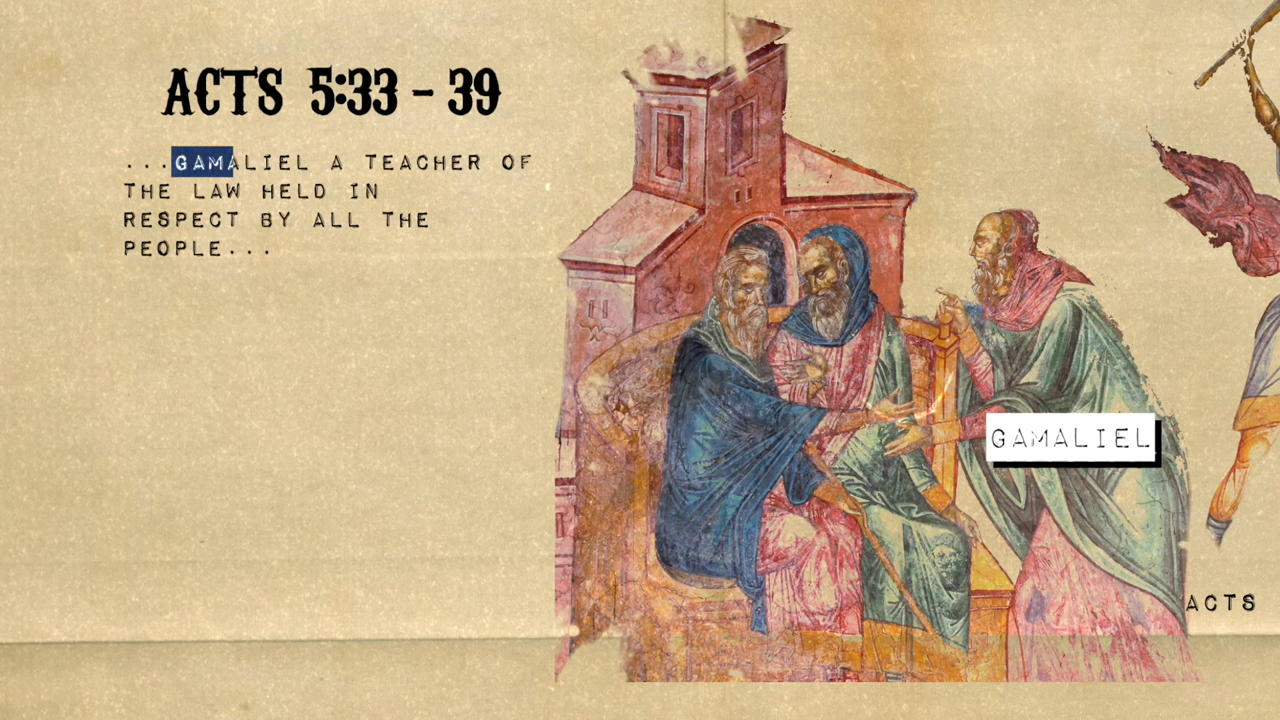 ACTS 5:33 - 39
...GAMALIEL A TEACHER OF
THE LAW HELD IN
RESPECT BY ALL THE
PEOPLE...
GAMALIEL
ACTS